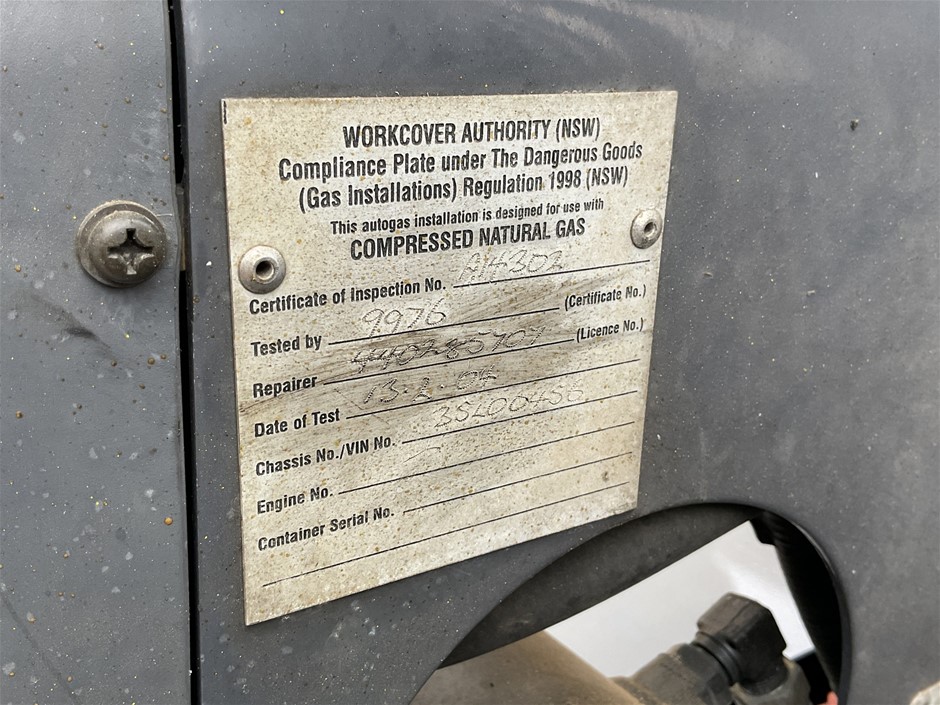 WORKCOVER AUTHORITY (NSW)
Compliance Plate under The Dangerous Goods
(Gas Installations) Regulation 1998 (NSW)
This autogas installation is designed for use with
COMPRESSED NATURAL GAS
Certificate of Inspection No.
Tested by 9976 (Certificate No.)
Repairer (Licence No.)
Date of Test 13.2.04
Chassis No./VIN No.
Engine No.
Container Serial No.